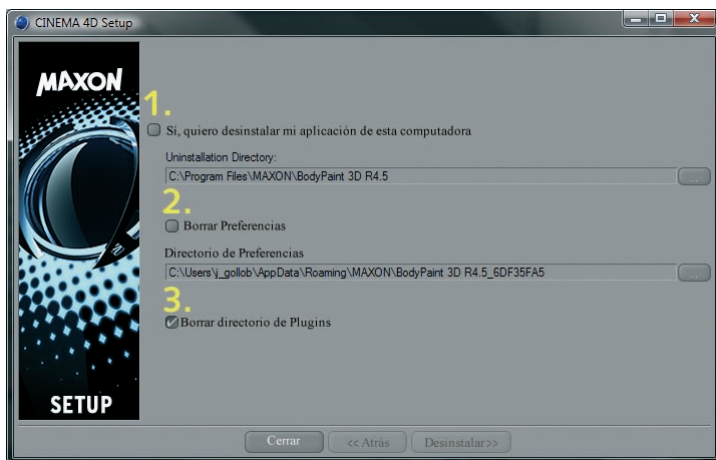 CINEMA 4D Setup
MAXON
1.
Si, quiero desinstalar mi aplicación de esta computadora
Uninstallation Directory:
C:\Program Files\MAXON\BodyPaint 3D R4.5
...
2.
Borrar Preferencias
Directorio de Preferencias
C:\Users\j_gollob\AppData\Roaming\MAXON\BodyPaint 3D R4.5_6DF35FA5
...
3.
Borrar directorio de Plugins
SETUP
Cerrar
<< Atrás
Desinstalar>>